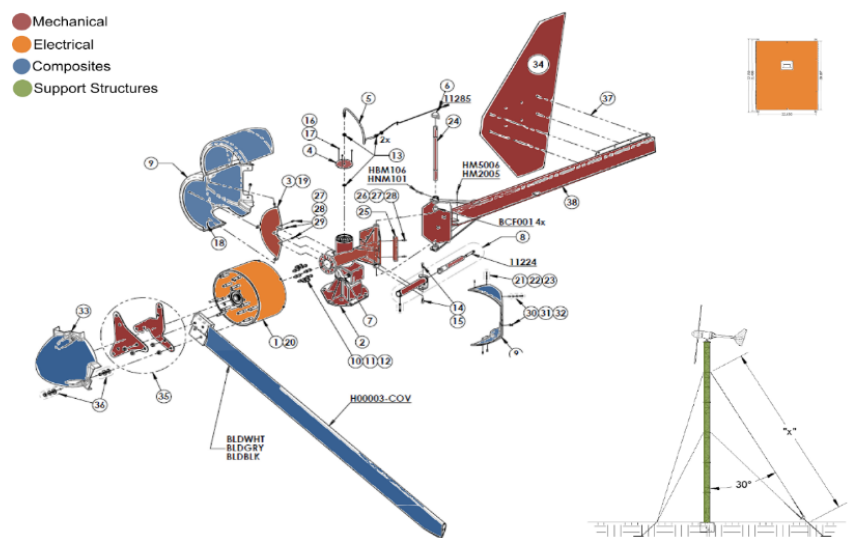 Mechanical
Electrical
Composites
Support Structures
34
6
11285
5
24
37
16
17
4
2x
13
9
3 19
27
28
29
HBM106
HNM101
HM5006
HM2005
26 27 28
25
38
BCF001 4x
8
18
11224
21 22 23
14
15
30 31 32
33
7
2
1 20
9
10 11 12
36
35
H00003-COV
BLDWHT
BLDGRY
BLDBLK
"X"
30°